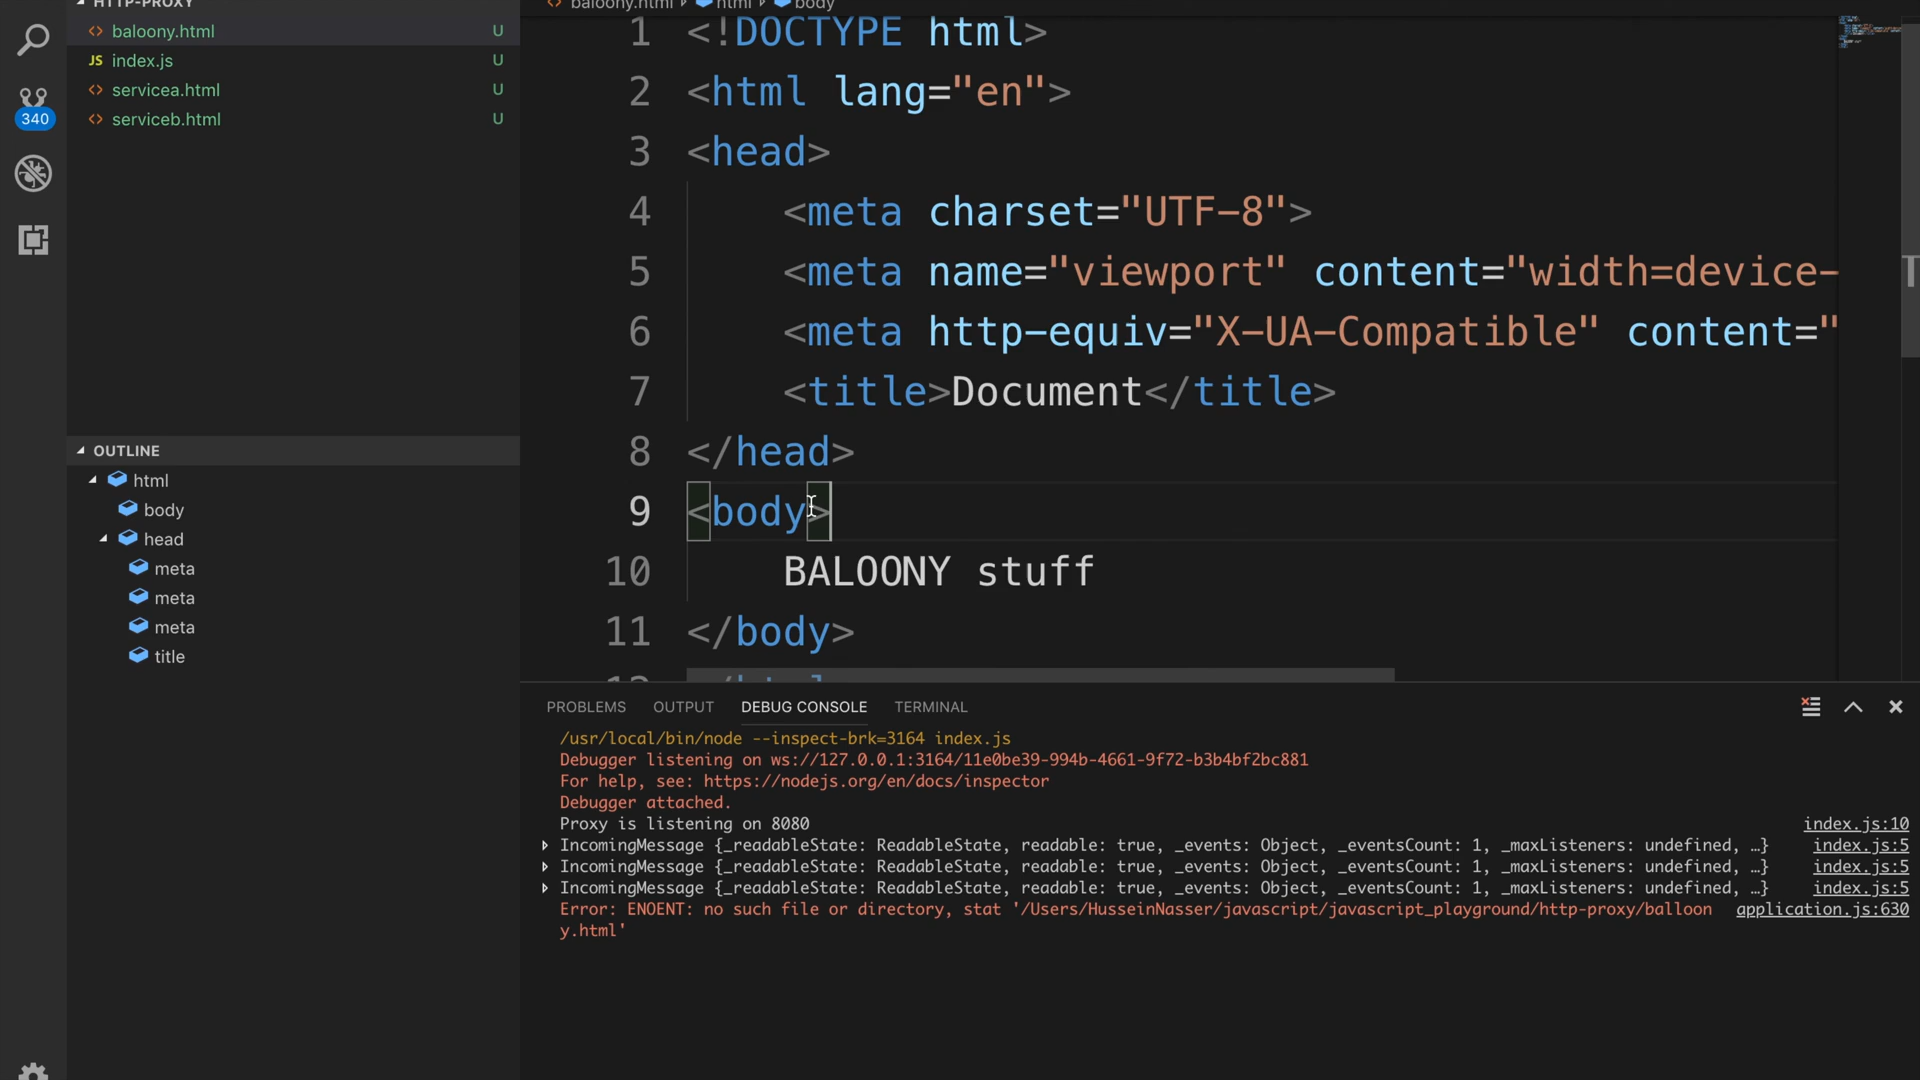 HTTP-PROXY
baloony.html U
index.js U
servicea.html U
serviceb.html U
340
OUTLINE
html
body
head
meta
meta
meta
title
baloony.html html body
1 <!DOCTYPE html>
2 <html lang="en">
3 <head>
4 <meta charset="UTF-8">
5 <meta name="viewport" content="width=device-
6 <meta http-equiv="X-UA-Compatible" content="
7 <title>Document</title>
8 </head>
9 <body>
10 BALOONY stuff
11 </body>
PROBLEMS OUTPUT DEBUG CONSOLE TERMINAL
/usr/local/bin/node --inspect-brk=3164 index.js
Debugger listening on ws://127.0.0.1:3164/11e0be39-994b-4661-9f72-b3b4bf2bc881
For help, see: https://nodejs.org/en/docs/inspector
Debugger attached.
Proxy is listening on 8080 index.js:10
IncomingMessage {_readableState: ReadableState, readable: true, _events: Object, _eventsCount: 1, _maxListeners: undefined, …} index.js:5
IncomingMessage {_readableState: ReadableState, readable: true, _events: Object, _eventsCount: 1, _maxListeners: undefined, …} index.js:5
IncomingMessage {_readableState: ReadableState, readable: true, _events: Object, _eventsCount: 1, _maxListeners: undefined, …} index.js:5
Error: ENOENT: no such file or directory, stat '/Users/HusseinNasser/javascript/javascript_playground/http-proxy/balloon application.js:630
y.html'